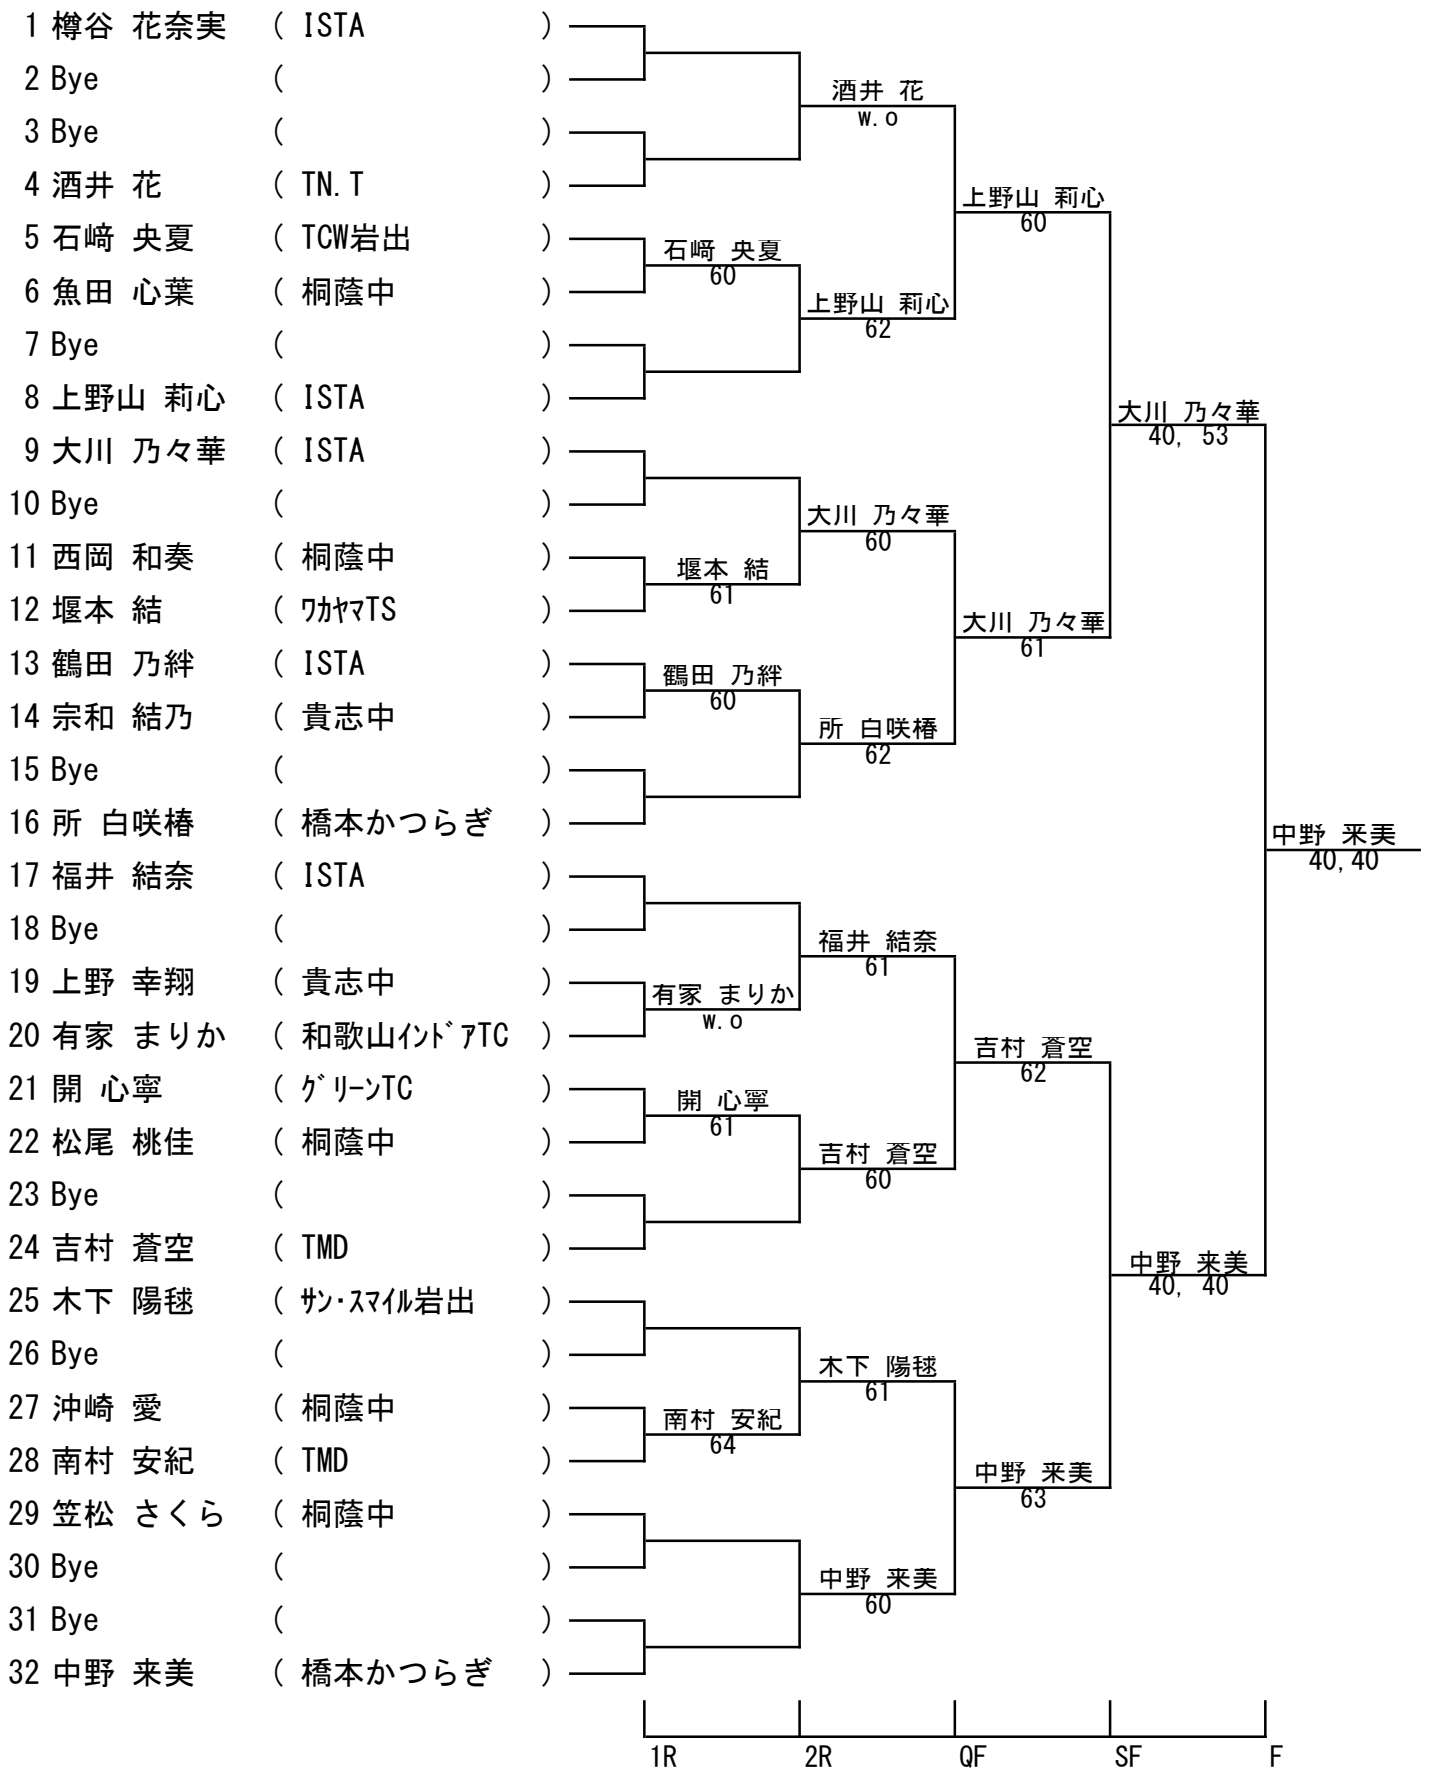 1 樽谷 花奈実 ( ISTA )
2 Bye ( )
3 Bye ( )
4 酒井 花 ( TN.T )
5 石﨑 央夏 ( TCW岩出 )
6 魚田 心葉 ( 桐蔭中 )
7 Bye ( )
8 上野山 莉心 ( ISTA )
9 大川 乃々華 ( ISTA )
10 Bye ( )
11 西岡 和奏 ( 桐蔭中 )
12 堰本 結 ( ﾜｶﾔﾏTS )
13 鶴田 乃絆 ( ISTA )
14 宗和 結乃 ( 貴志中 )
15 Bye ( )
16 所 白咲椿 ( 橋本かつらぎ )
17 福井 結奈 ( ISTA )
18 Bye ( )
19 上野 幸翔 ( 貴志中 )
20 有家 まりか ( 和歌山ｲﾝﾄﾞｱTC )
21 開 心寧 ( ｸﾞﾘｰﾝTC )
22 松尾 桃佳 ( 桐蔭中 )
23 Bye ( )
24 吉村 蒼空 ( TMD )
25 木下 陽毬 ( ｻﾝ･ｽﾏｲﾙ岩出 )
26 Bye ( )
27 沖崎 愛 ( 桐蔭中 )
28 南村 安紀 ( TMD )
29 笠松 さくら ( 桐蔭中 )
30 Bye ( )
31 Bye ( )
32 中野 来美 ( 橋本かつらぎ )
石﨑 央夏
60
堰本 結
61
鶴田 乃絆
60
有家 まりか
w.o
開 心寧
61
南村 安紀
64
酒井 花
w.o
上野山 莉心
62
大川 乃々華
60
所 白咲椿
62
福井 結奈
61
吉村 蒼空
60
木下 陽毬
61
中野 来美
60
上野山 莉心
60
大川 乃々華
61
吉村 蒼空
62
中野 来美
63
大川 乃々華
40, 53
中野 来美
40, 40
中野 来美
40,40
1R 2R QF SF F